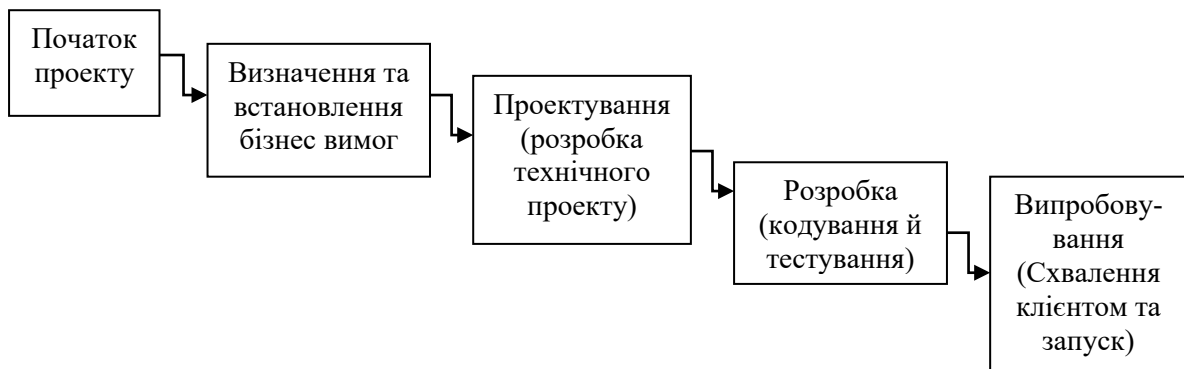 Початок
проекту
Визначення та
встановлення
бізнес вимог
Проектування
(розробка
технічного
проекту)
Розробка
(кодування й
тестування)
Випробову-
вання
(Схвалення
клієнтом та
запуск)